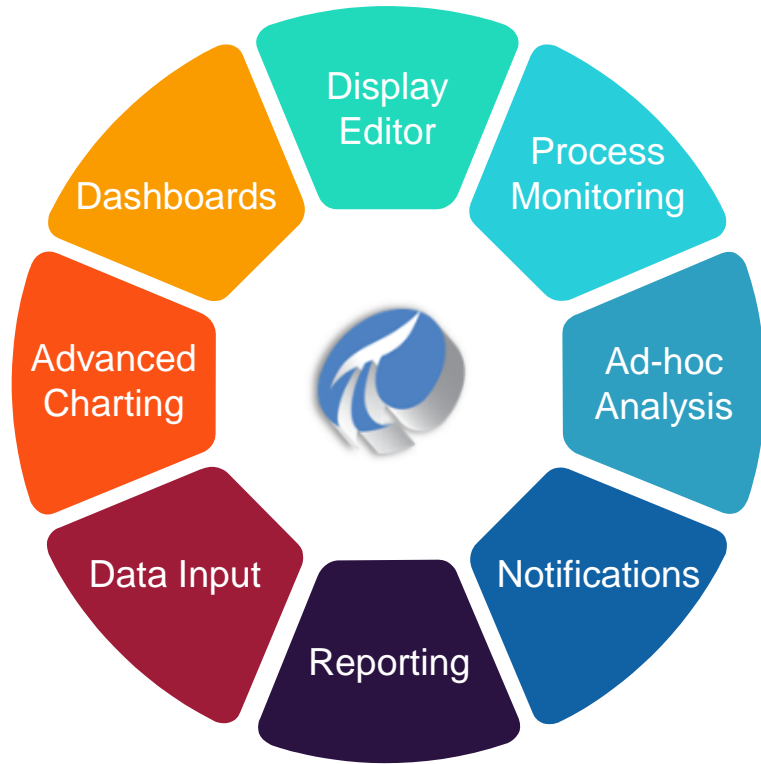 Display
Editor
Process
Monitoring
Ad-hoc
Analysis
Notifications
Reporting
Data Input
Advanced
Charting
Dashboards